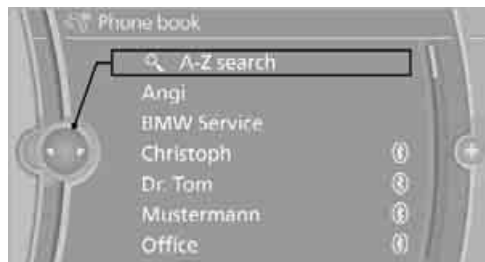 Phone book
A-Z search
Angi
BMW Service
Christoph
Dr. Tom
Mustermann
Office